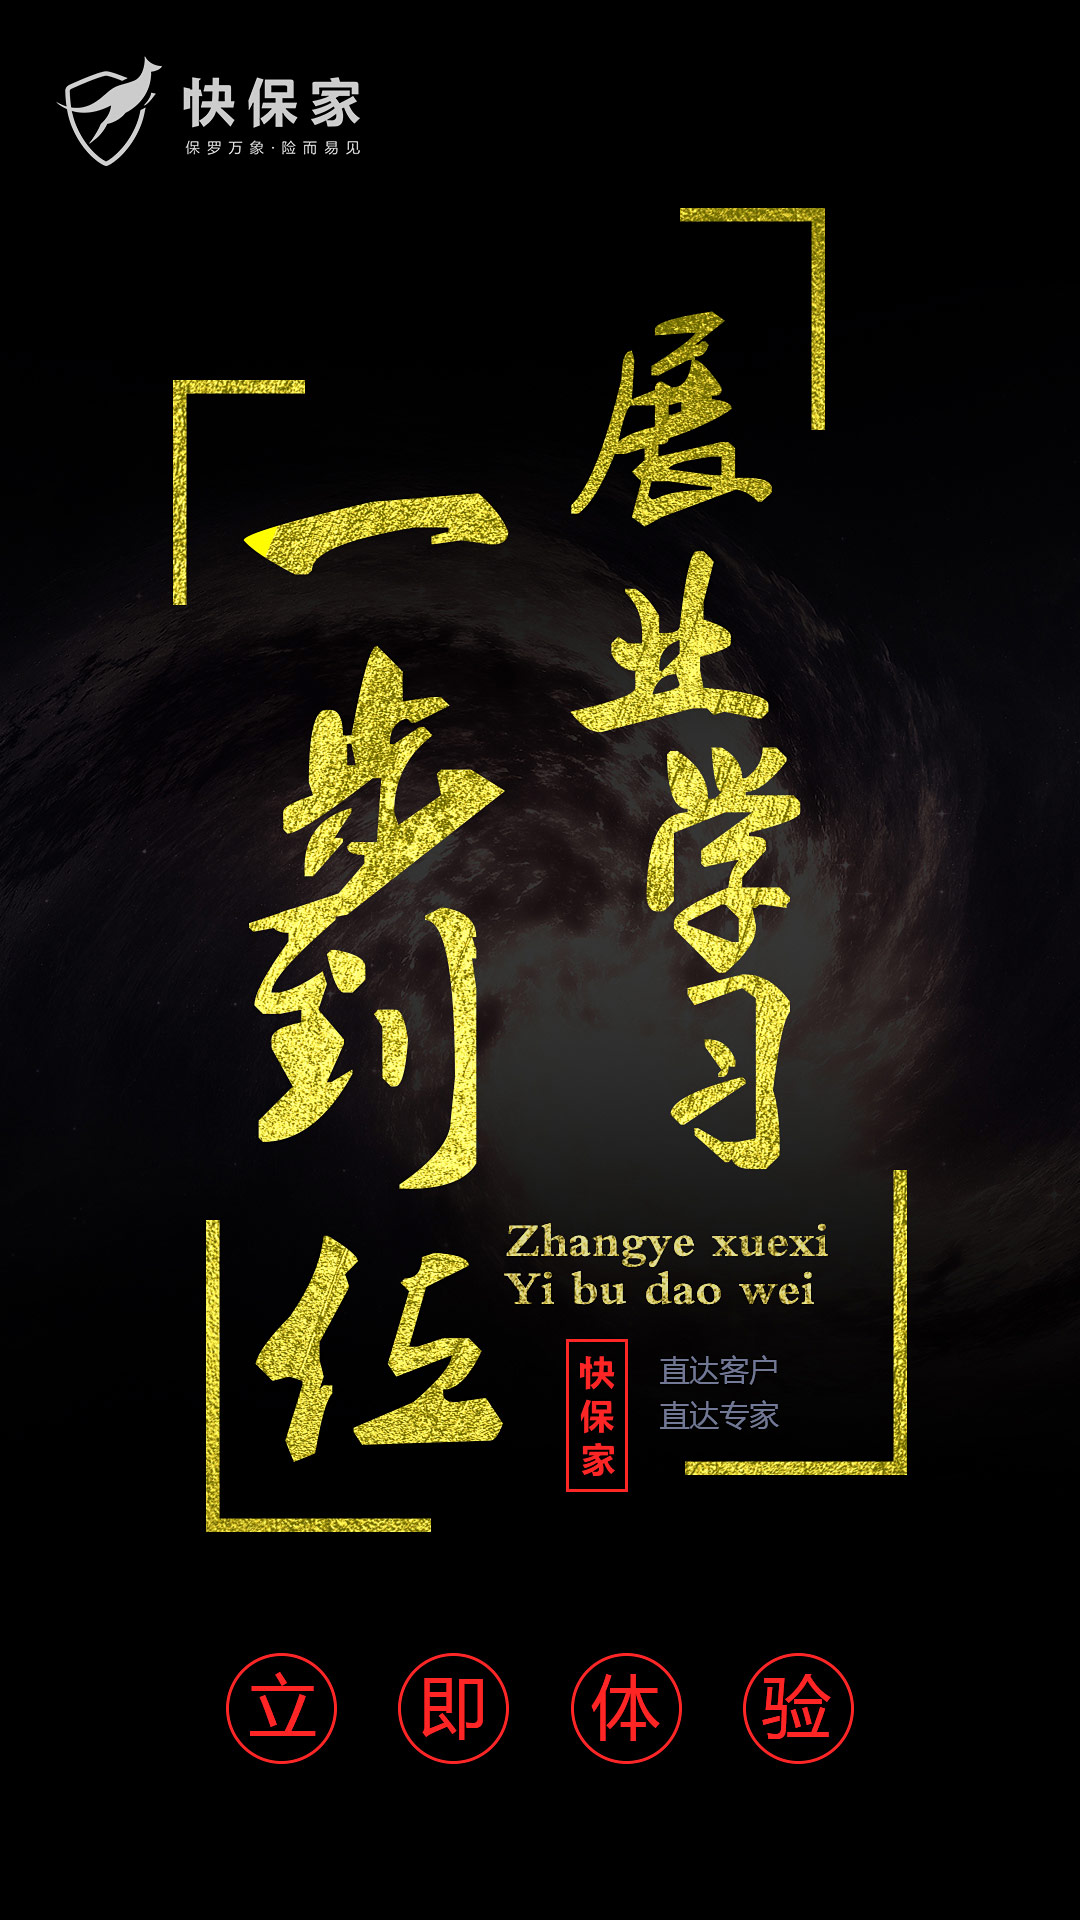 快保家
保罗万象·险而易见
展业学习
一步到位
Zhangye xuexi
Yi bu dao wei
快保家
直达客户
直达专家
立即体验